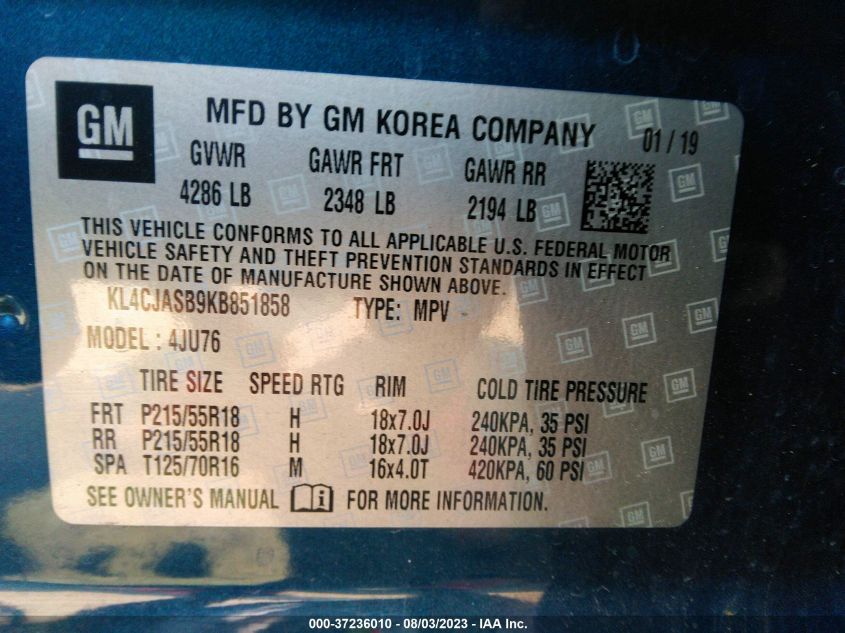 GM MFD BY GM KOREA COMPANY 01 / 19
GVWR GAWR FRT GAWR RR
4286 LB 2348 LB 2194 LB
THIS VEHICLE CONFORMS TO ALL APPLICABLE U.S. FEDERAL MOTOR
VEHICLE SAFETY AND THEFT PREVENTION STANDARDS IN EFFECT
ON THE DATE OF MANUFACTURE SHOWN ABOVE.
KL4CJASB9KB851858 TYPE: MPV
MODEL : 4JU76
TIRE SIZE SPEED RTG RIM COLD TIRE PRESSURE
FRT P215/55R18 H 18x7.0J 240KPA, 35 PSI
RR P215/55R18 H 18x7.0J 240KPA, 35 PSI
SPA T125/70R16 M 16x4.0T 420KPA, 60 PSI
SEE OWNER'S MANUAL FOR MORE INFORMATION.
000-37236010 - 08/03/2023 - IAA Inc.